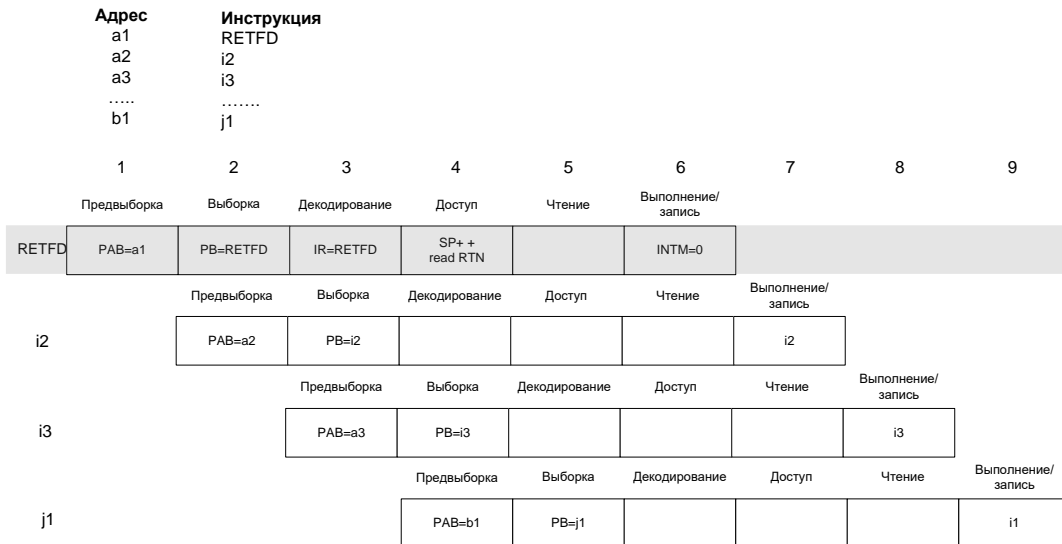 Адрес Инструкция
a1 RETFD
a2 i2
a3 i3
..... .......
b1 j1
1 2 3 4 5 6 7 8 9
Предвыборка Выборка Декодирование Доступ Чтение Выполнение/
запись
RETFD PAB=a1 PB=RETFD IR=RETFD SP+ +
read RTN INTM=0
Предвыборка Выборка Декодирование Доступ Чтение Выполнение/
запись
i2 PAB=a2 PB=i2 i2
Предвыборка Выборка Декодирование Доступ Чтение Выполнение/
запись
i3 PAB=a3 PB=i3 i3
Предвыборка Выборка Декодирование Доступ Чтение Выполнение/
запись
j1 PAB=b1 PB=j1 i1